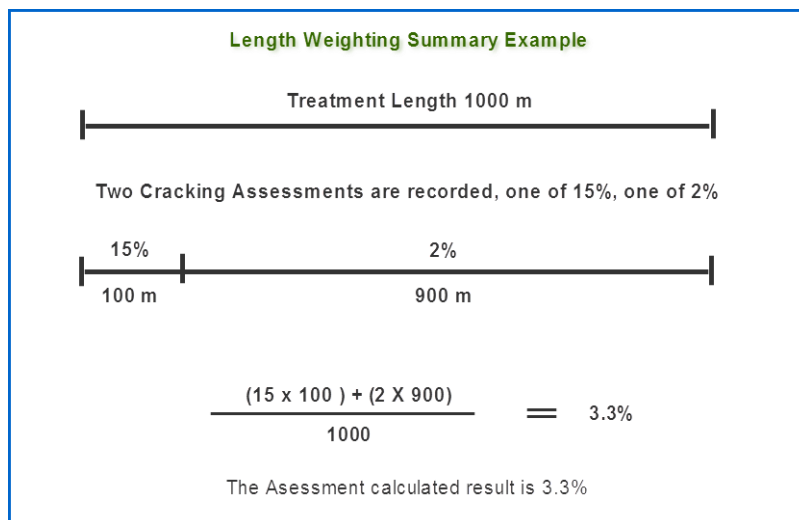 Length Weighting Summary Example
Treatment Length 1000 m
Two Cracking Assessments are recorded, one of 15%, one of 2%
15% 2%
100 m 900 m
(15 x 100 ) + (2 X 900)
1000
= 3.3%
The Asessment calculated result is 3.3%